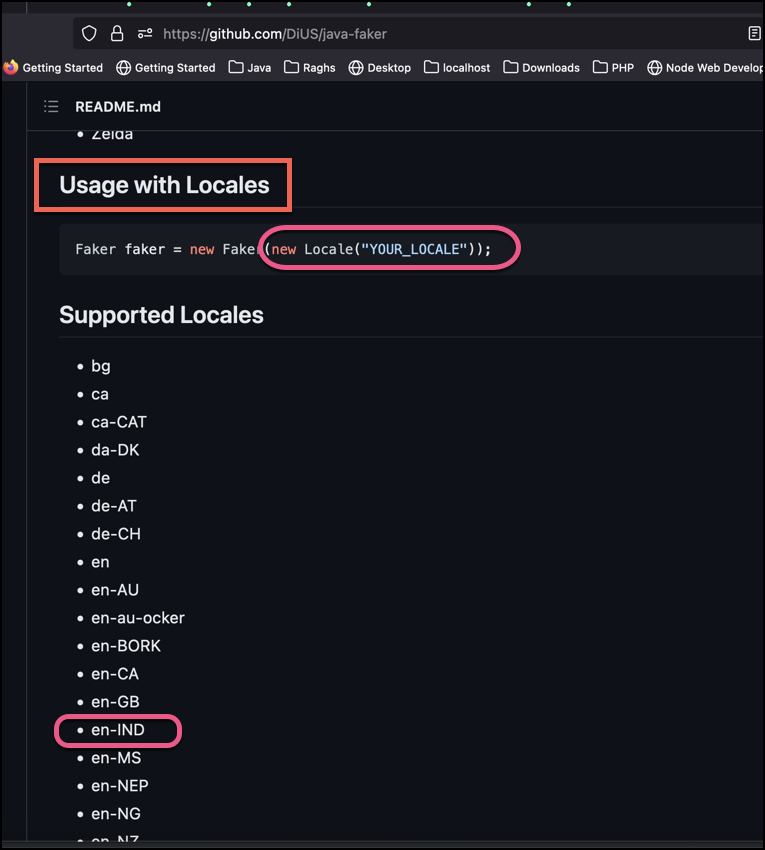 https://github.com/DiUS/java-faker
Getting Started Getting Started Java Raghs Desktop localhost Downloads PHP Node Web Develop
README.md
Zelda
Usage with Locales
Faker faker = new Faker(new Locale("YOUR_LOCALE"));
Supported Locales
bg
ca
ca-CAT
da-DK
de
de-AT
de-CH
en
en-AU
en-au-ocker
en-BORK
en-CA
en-GB
en-IND
en-MS
en-NEP
en-NG
en-NZ